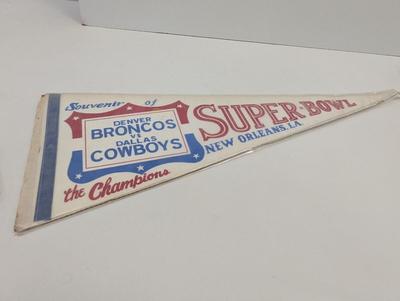 Souvenir of
DENVER
BRONCOS
VS
DALLAS
COWBOYS
the Champions
SUPER-BOWL
NEW ORLEANS, LA.